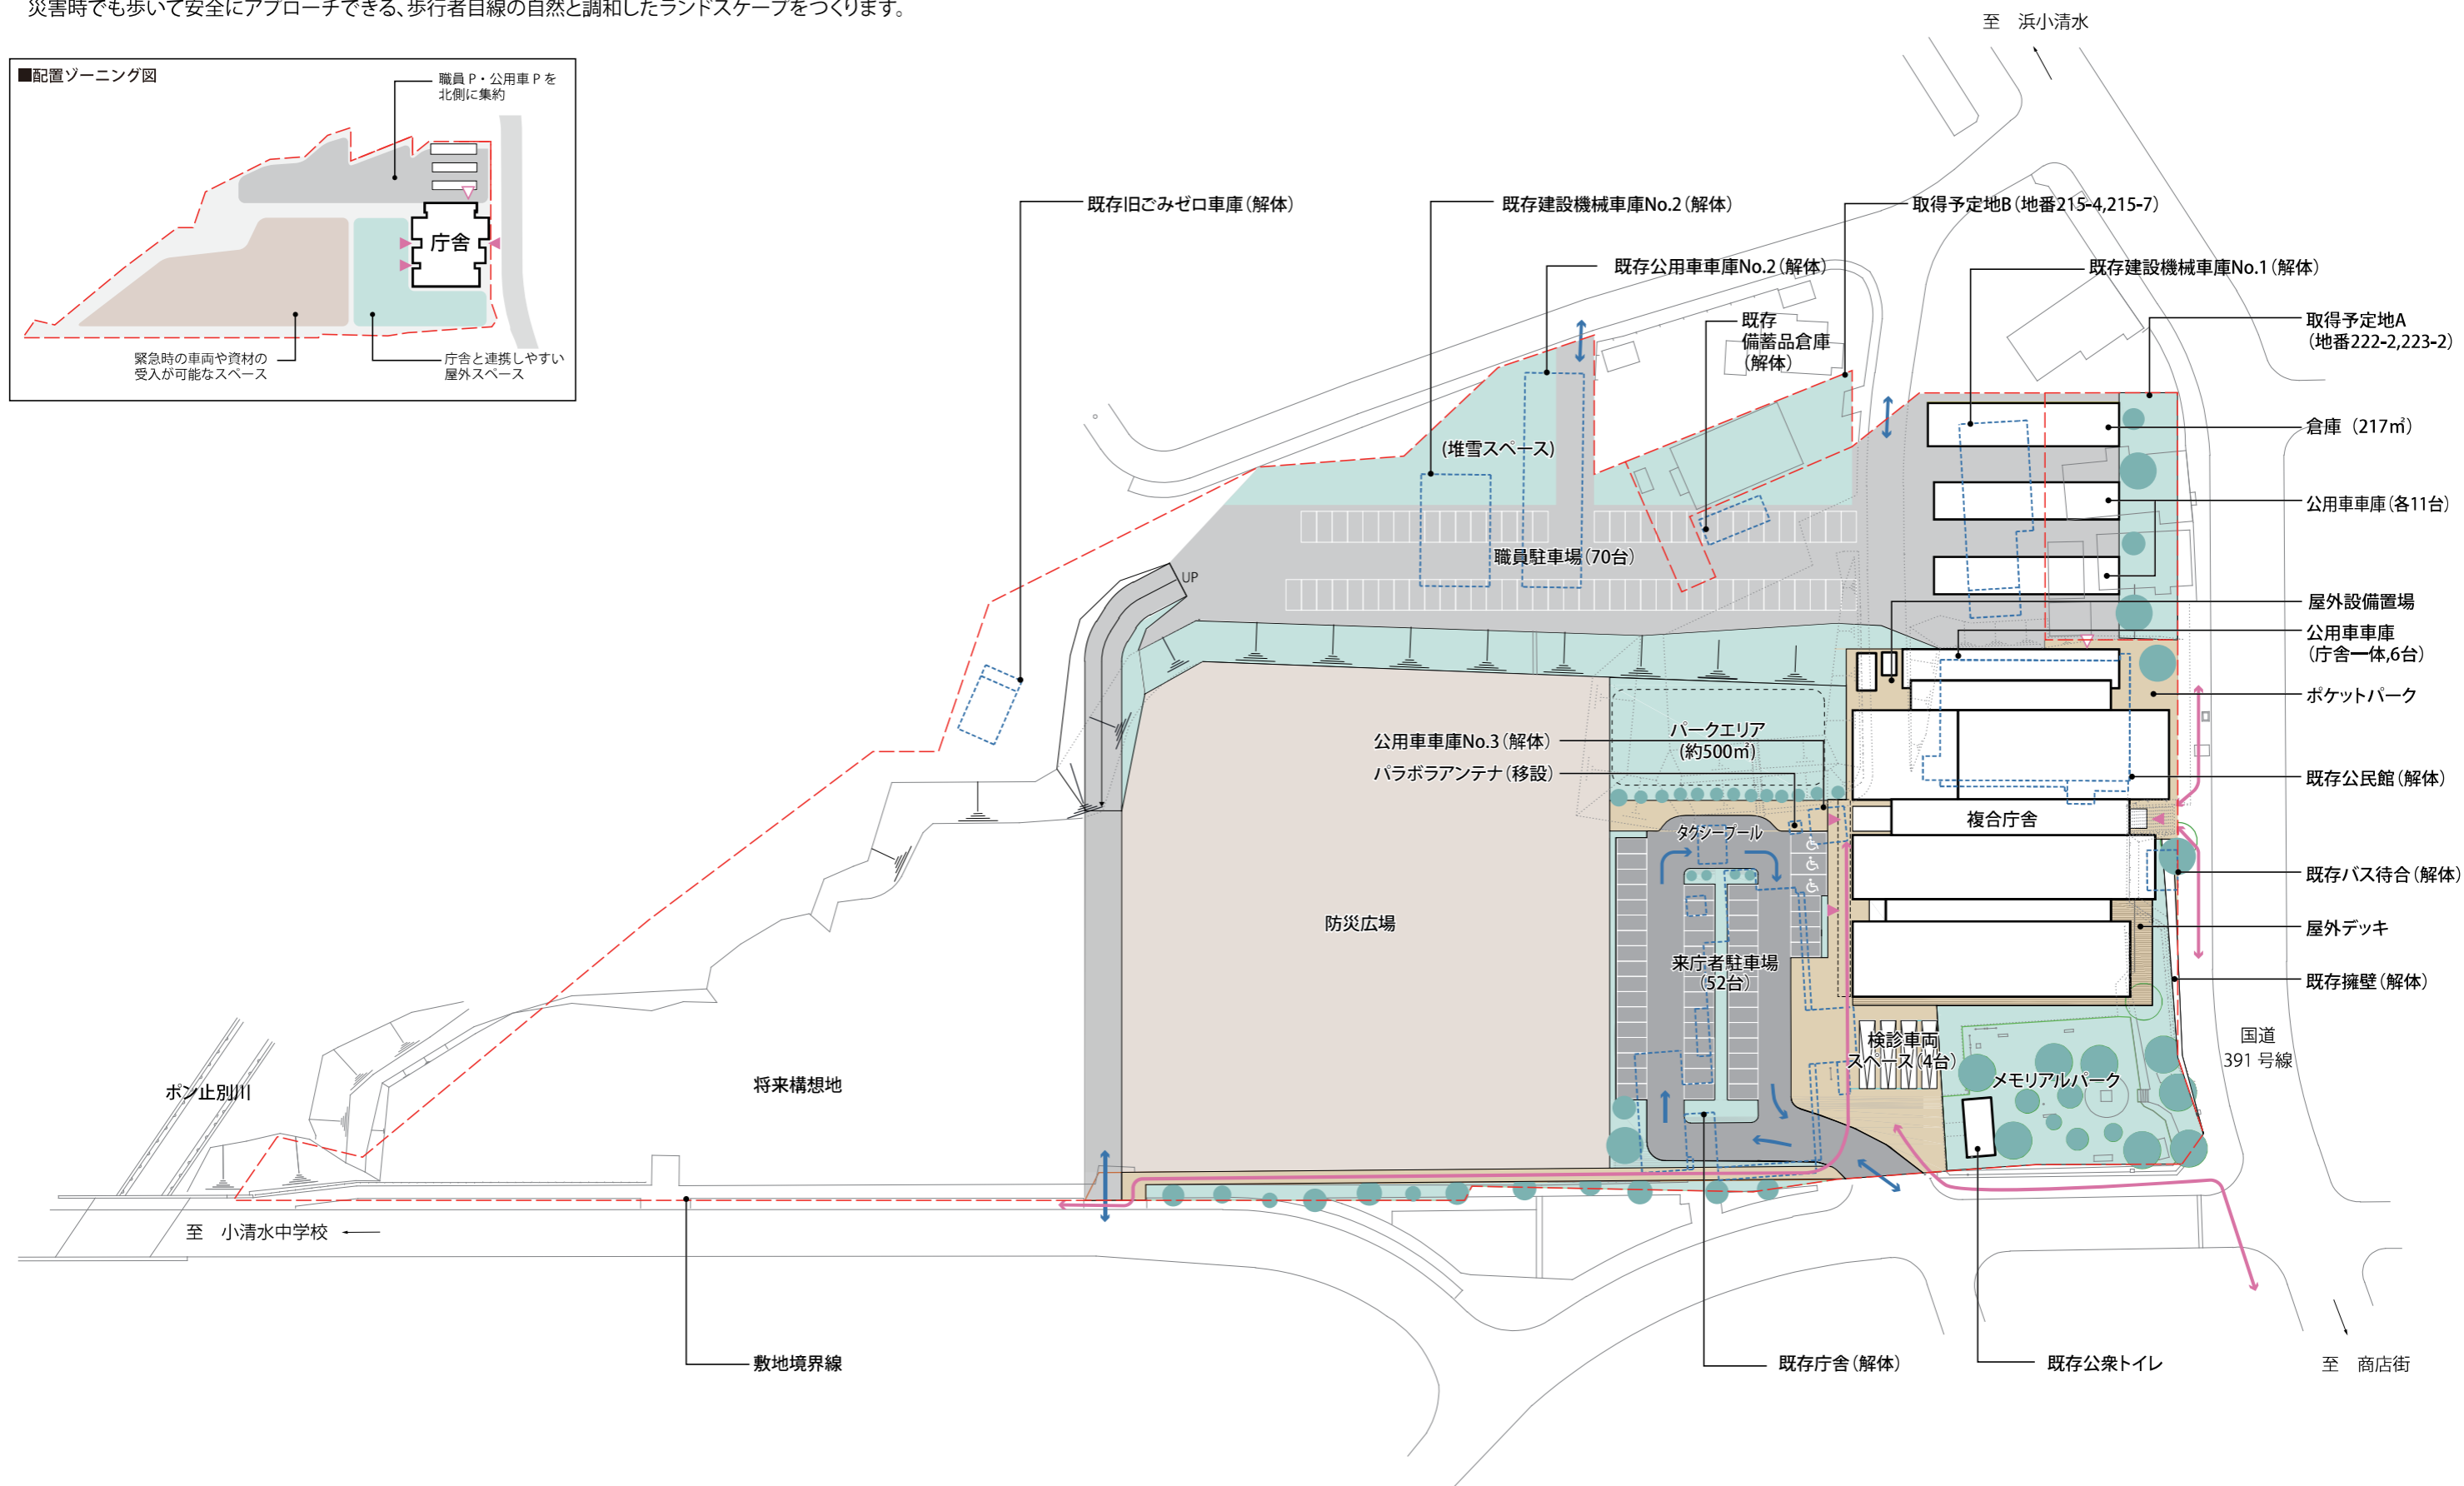 災害時でも歩いて安全にアプローチできる、歩行者目線の自然と調和したランドスケープをつくります。
至　浜小清水
■配置ゾーニング図
職員P・公用車Pを
北側に集約
庁舎
緊急時の車両や資材の
受入が可能なスペース
庁舎と連携しやすい
屋外スペース
既存旧ごみゼロ車庫（解体）
既存建設機械車庫No.2（解体）
取得予定地B（地番215-4,215-7）
既存公用車車庫No.2（解体）
既存建設機械車庫No.1（解体）
既存
備蓄品倉庫
（解体）
取得予定地A
（地番222-2,223-2）
倉庫（217㎡）
(堆雪スペース)
公用車車庫（各11台）
職員駐車場（70台）
UP
屋外設備置場
公用車車庫
（庁舎一体,6台）
ポケットパーク
パークエリア
(約500㎡)
公用車車庫No.3（解体）
パラボラアンテナ（移設）
既存公民館（解体）
複合庁舎
タクシープール
既存バス待合（解体）
防災広場
屋外デッキ
来庁者駐車場
（52台）
既存擁壁（解体）
国道
391 号線
検診車両
スペース（4台）
メモリアルパーク
将来構想地
ポン止別川
至　小清水中学校
敷地境界線
既存庁舎（解体）
既存公衆トイレ
至　商店街